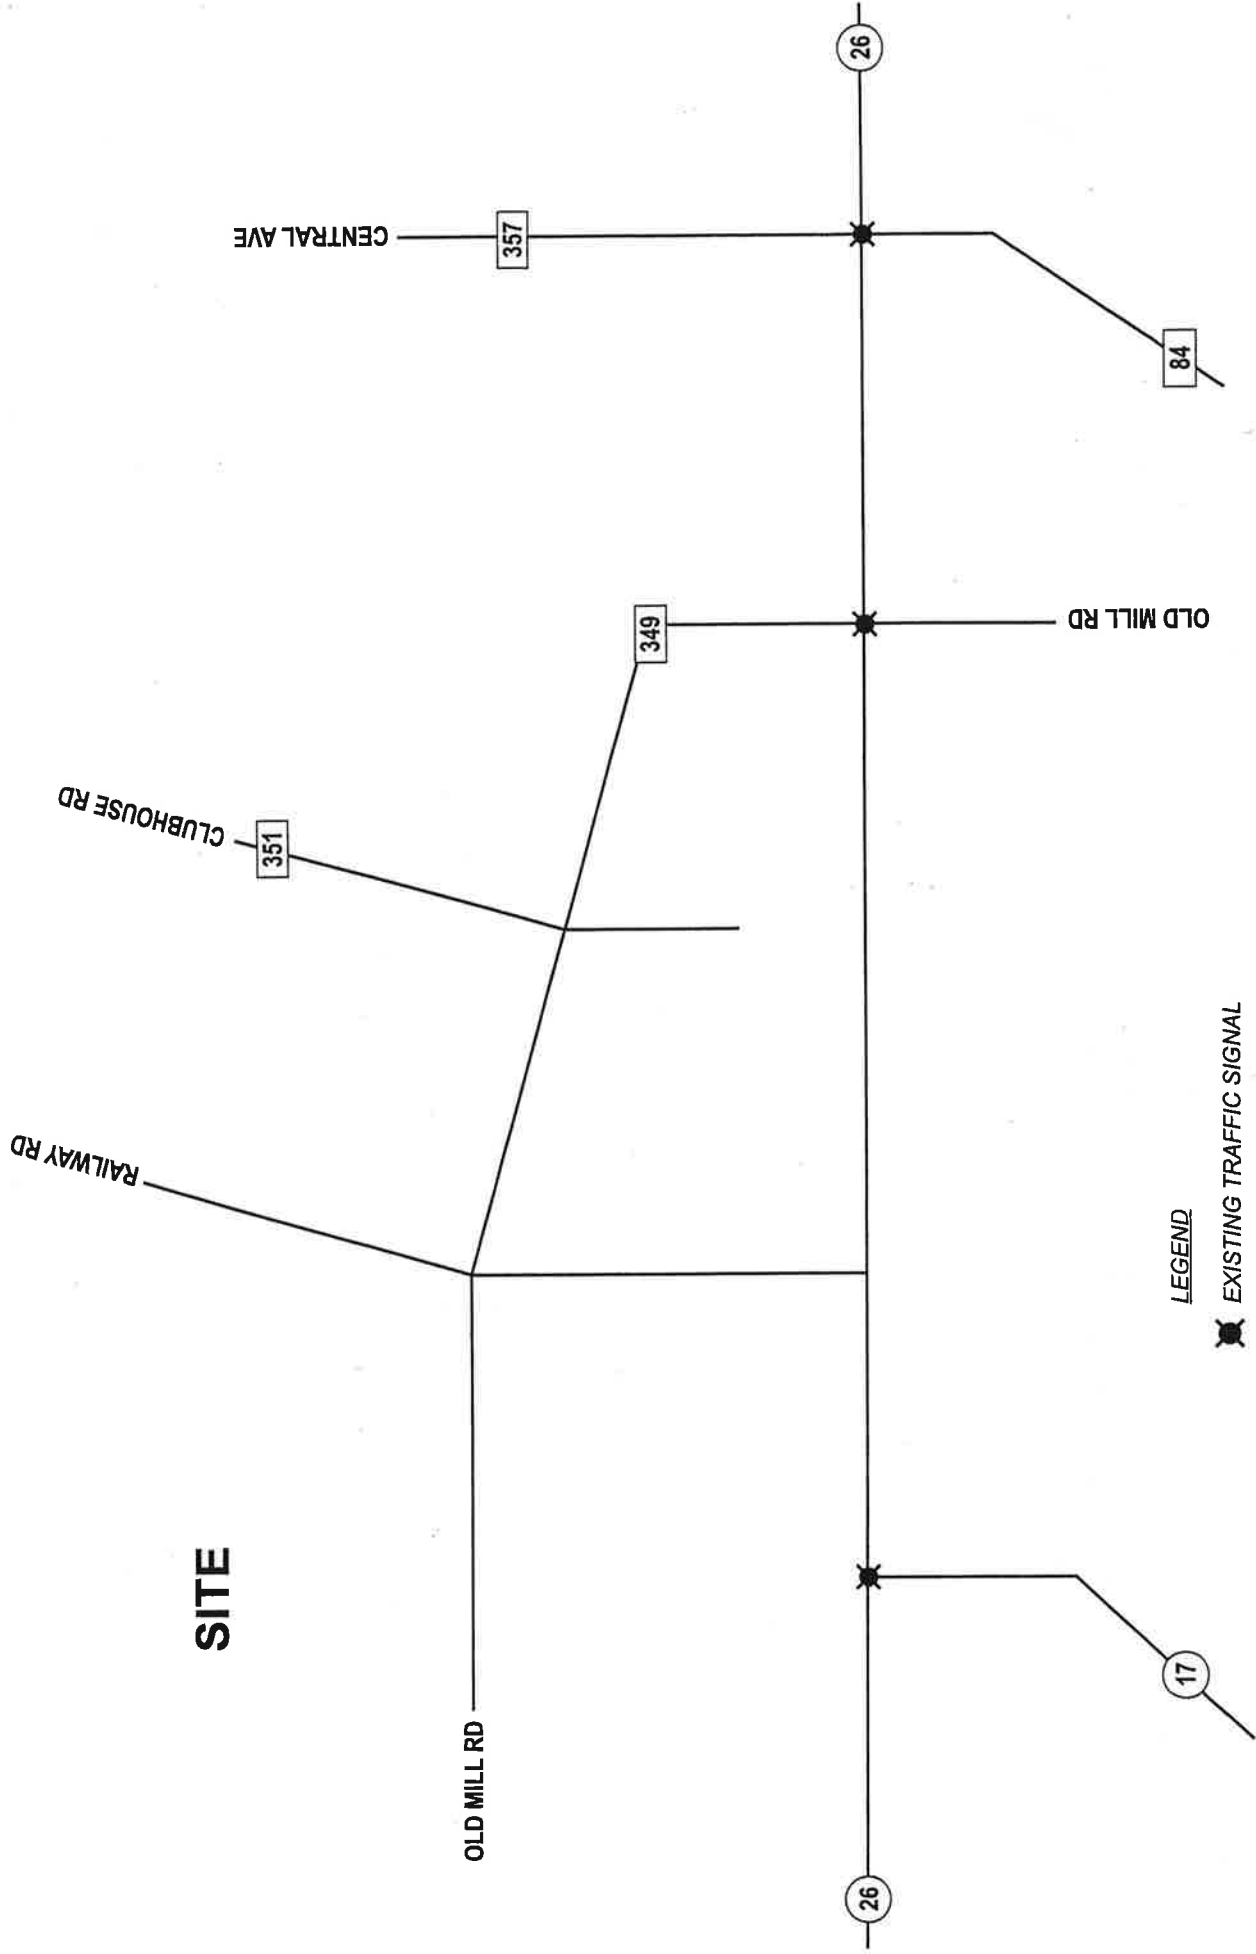 SITE
RAILWAY RD
CLUBHOUSE RD
351
CENTRAL AVE
357
OLD MILL RD
349
26
26
17
OLD MILL RD
84
LEGEND
EXISTING TRAFFIC SIGNAL